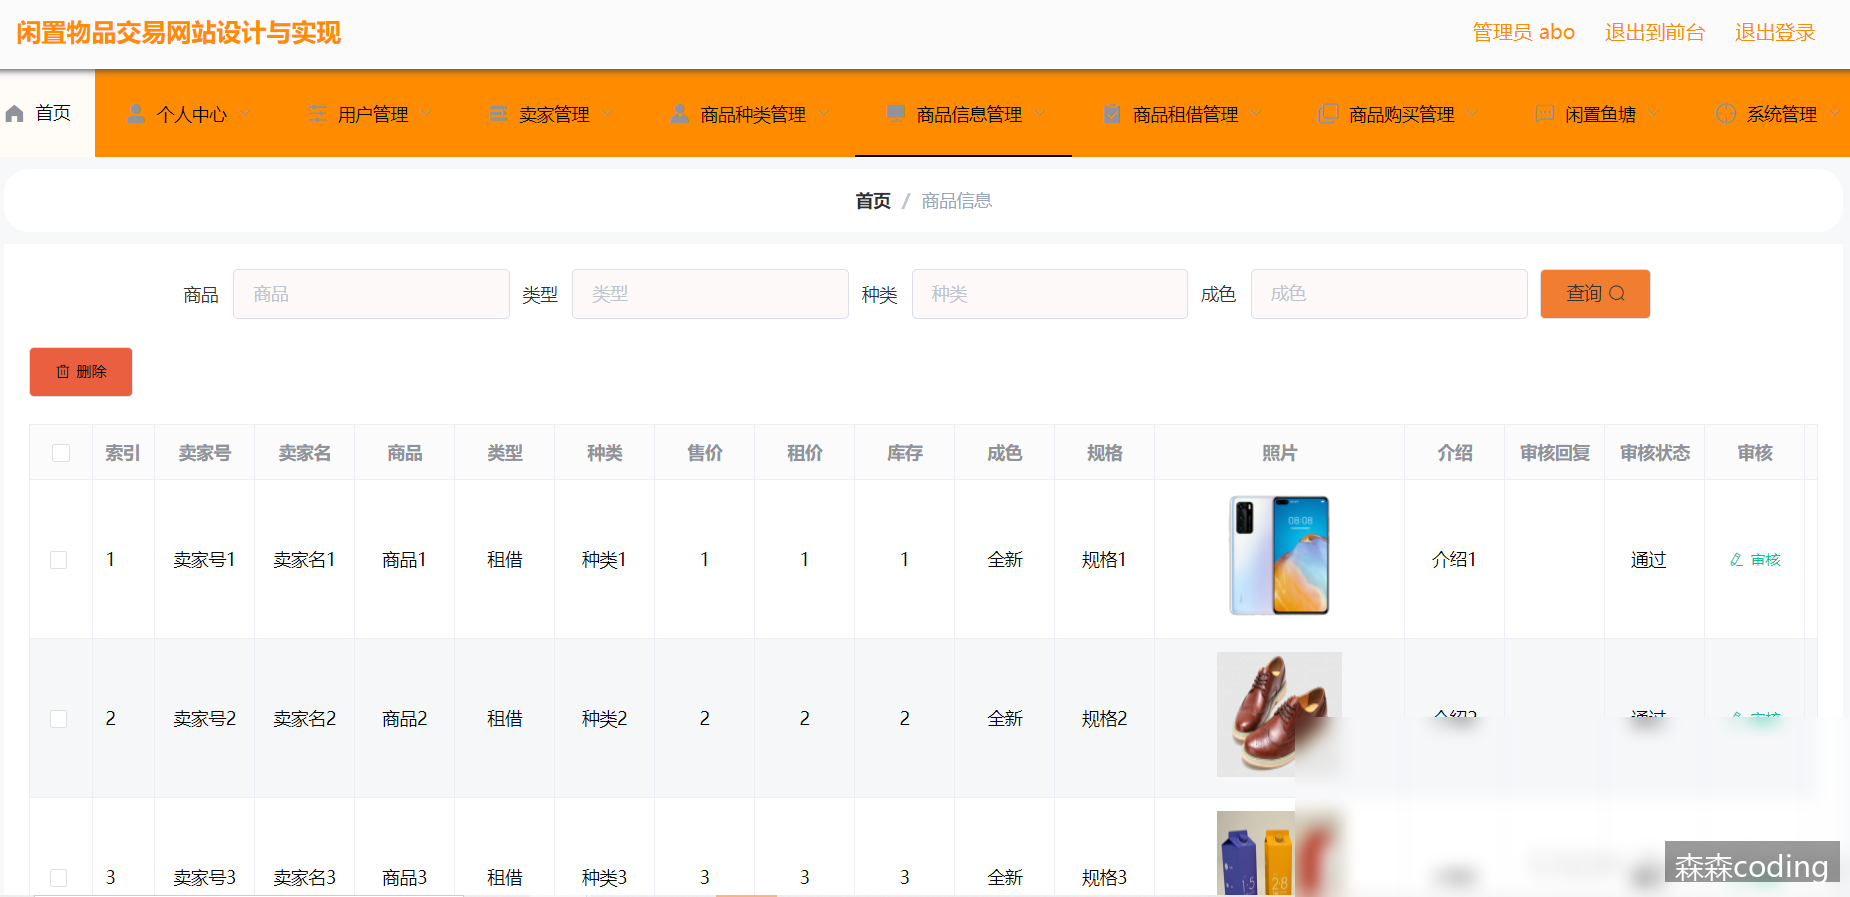 闲置物品交易网站设计与实现
管理员 abo 退出到前台 退出登录
首页 个人中心 用户管理 卖家管理 商品种类管理 商品信息管理 商品租借管理 商品购买管理 闲置鱼塘 系统管理
首页 / 商品信息
商品 商品 类型 类型 种类 种类 成色 成色 查询
删除
索引 卖家号 卖家名 商品 类型 种类 售价 租价 库存 成色 规格 照片 介绍 审核回复 审核状态 审核
08:08
1 卖家号1 卖家名1 商品1 租借 种类1 1 1 1 全新 规格1 介绍1 通过 审核
2 卖家号2 卖家名2 商品2 租借 种类2 2 2 2 全新 规格2 介绍2 通过 审核
3 卖家号3 卖家名3 商品3 租借 种类3 3 3 3 全新 规格3
森森coding